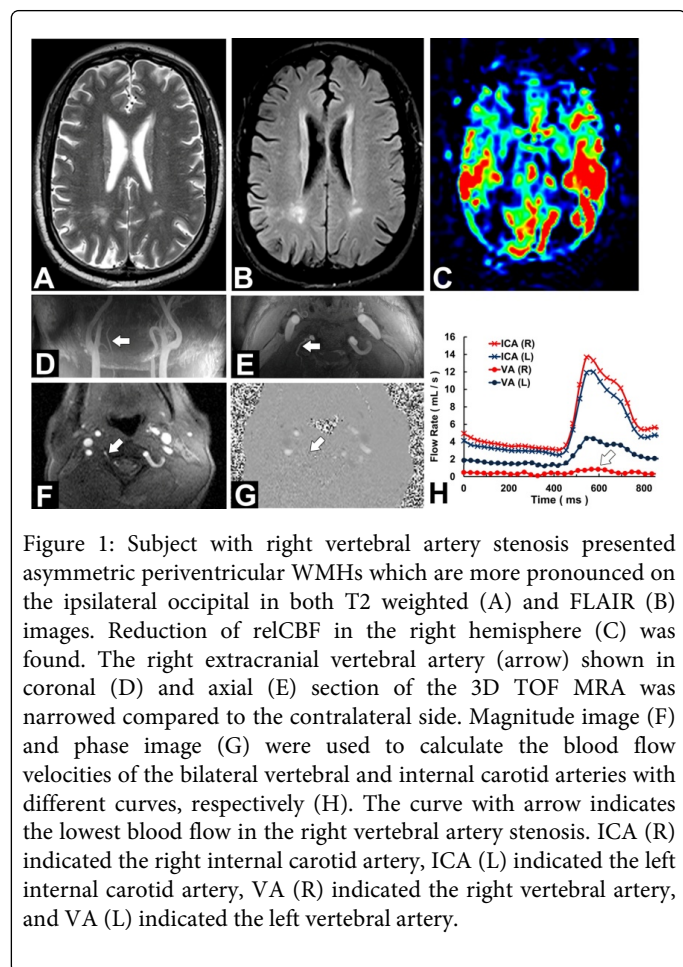 A
B
C
D
E
F
G
H
16
14
12
10
8
6
4
2
0
Flow Rate ( mL / s )
ICA (R)
ICA (L)
VA (R)
VA (L)
0 200 400 600 800
Time ( ms )
Figure 1: Subject with right vertebral artery stenosis presented
asymmetric periventricular WMHs which are more pronounced on
the ipsilateral occipital in both T2 weighted (A) and FLAIR (B)
images. Reduction of relCBF in the right hemisphere (C) was
found. The right extracranial vertebral artery (arrow) shown in
coronal (D) and axial (E) section of the 3D TOF MRA was
narrowed compared to the contralateral side. Magnitude image (F)
and phase image (G) were used to calculate the blood flow
velocities of the bilateral vertebral and internal carotid arteries with
different curves, respectively (H). The curve with arrow indicates
the lowest blood flow in the right vertebral artery stenosis. ICA (R)
indicated the right internal carotid artery, ICA (L) indicated the left
internal carotid artery, VA (R) indicated the right vertebral artery,
and VA (L) indicated the left vertebral artery.